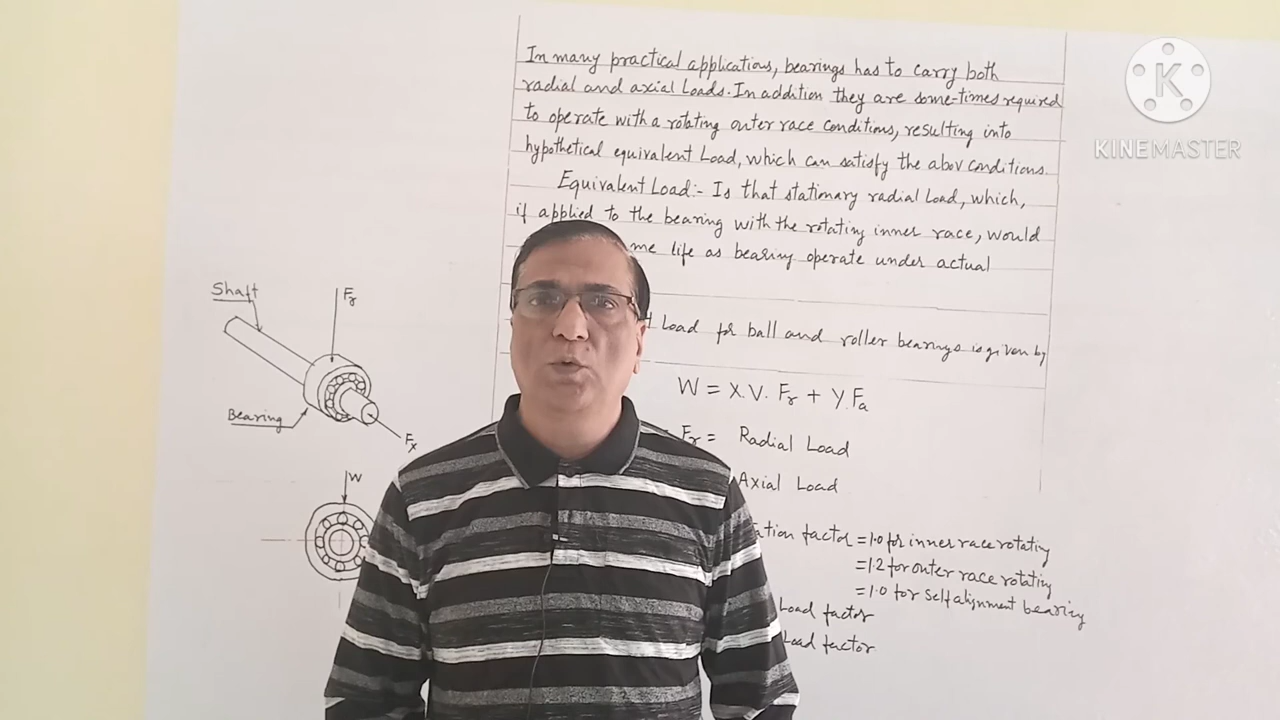 In many practical applications, bearings has to carry both
radial and axial Loads. In addition they are some-times required
to operate with a rotating outer race conditions, resulting into
hypothetical equivalent Load, which can satisfy the abov conditions.
Equivalent Load:- Is that stationary radial Load, which,
if applied to the bearing with the rotating inner race, would
me life as bearing operate under actual
Load for ball and roller bearings is given by
W = X.V. Fr + Y.Fa
Fr = Radial Load
Axial Load
ation factor = 1.0 for inner race rotating
= 1.2 for outer race rotating
= 1.0 for self alignment bearing
Load factor
Load factor
Shaft
Fr
Bearing
Fx
W
K
KINEMASTER